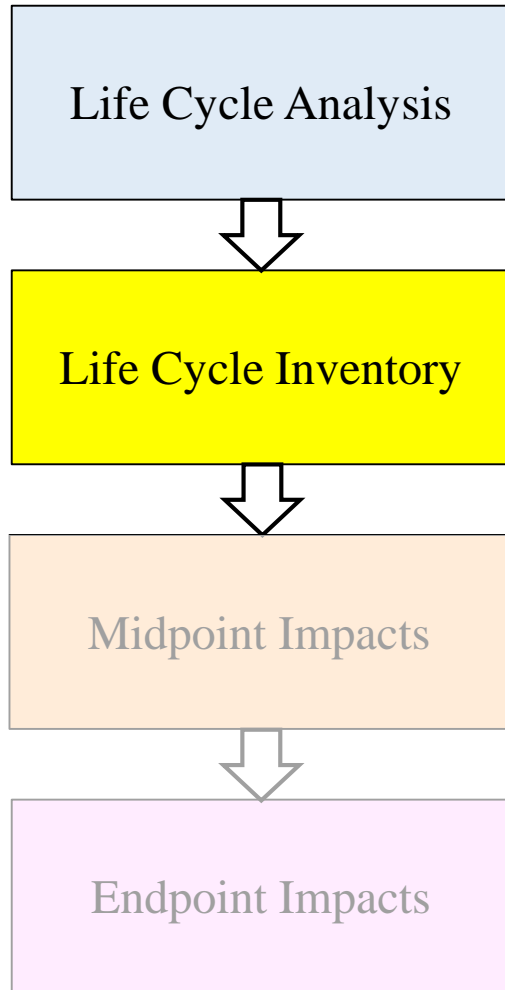 Life Cycle Analysis
Life Cycle Inventory
Midpoint Impacts
Endpoint Impacts